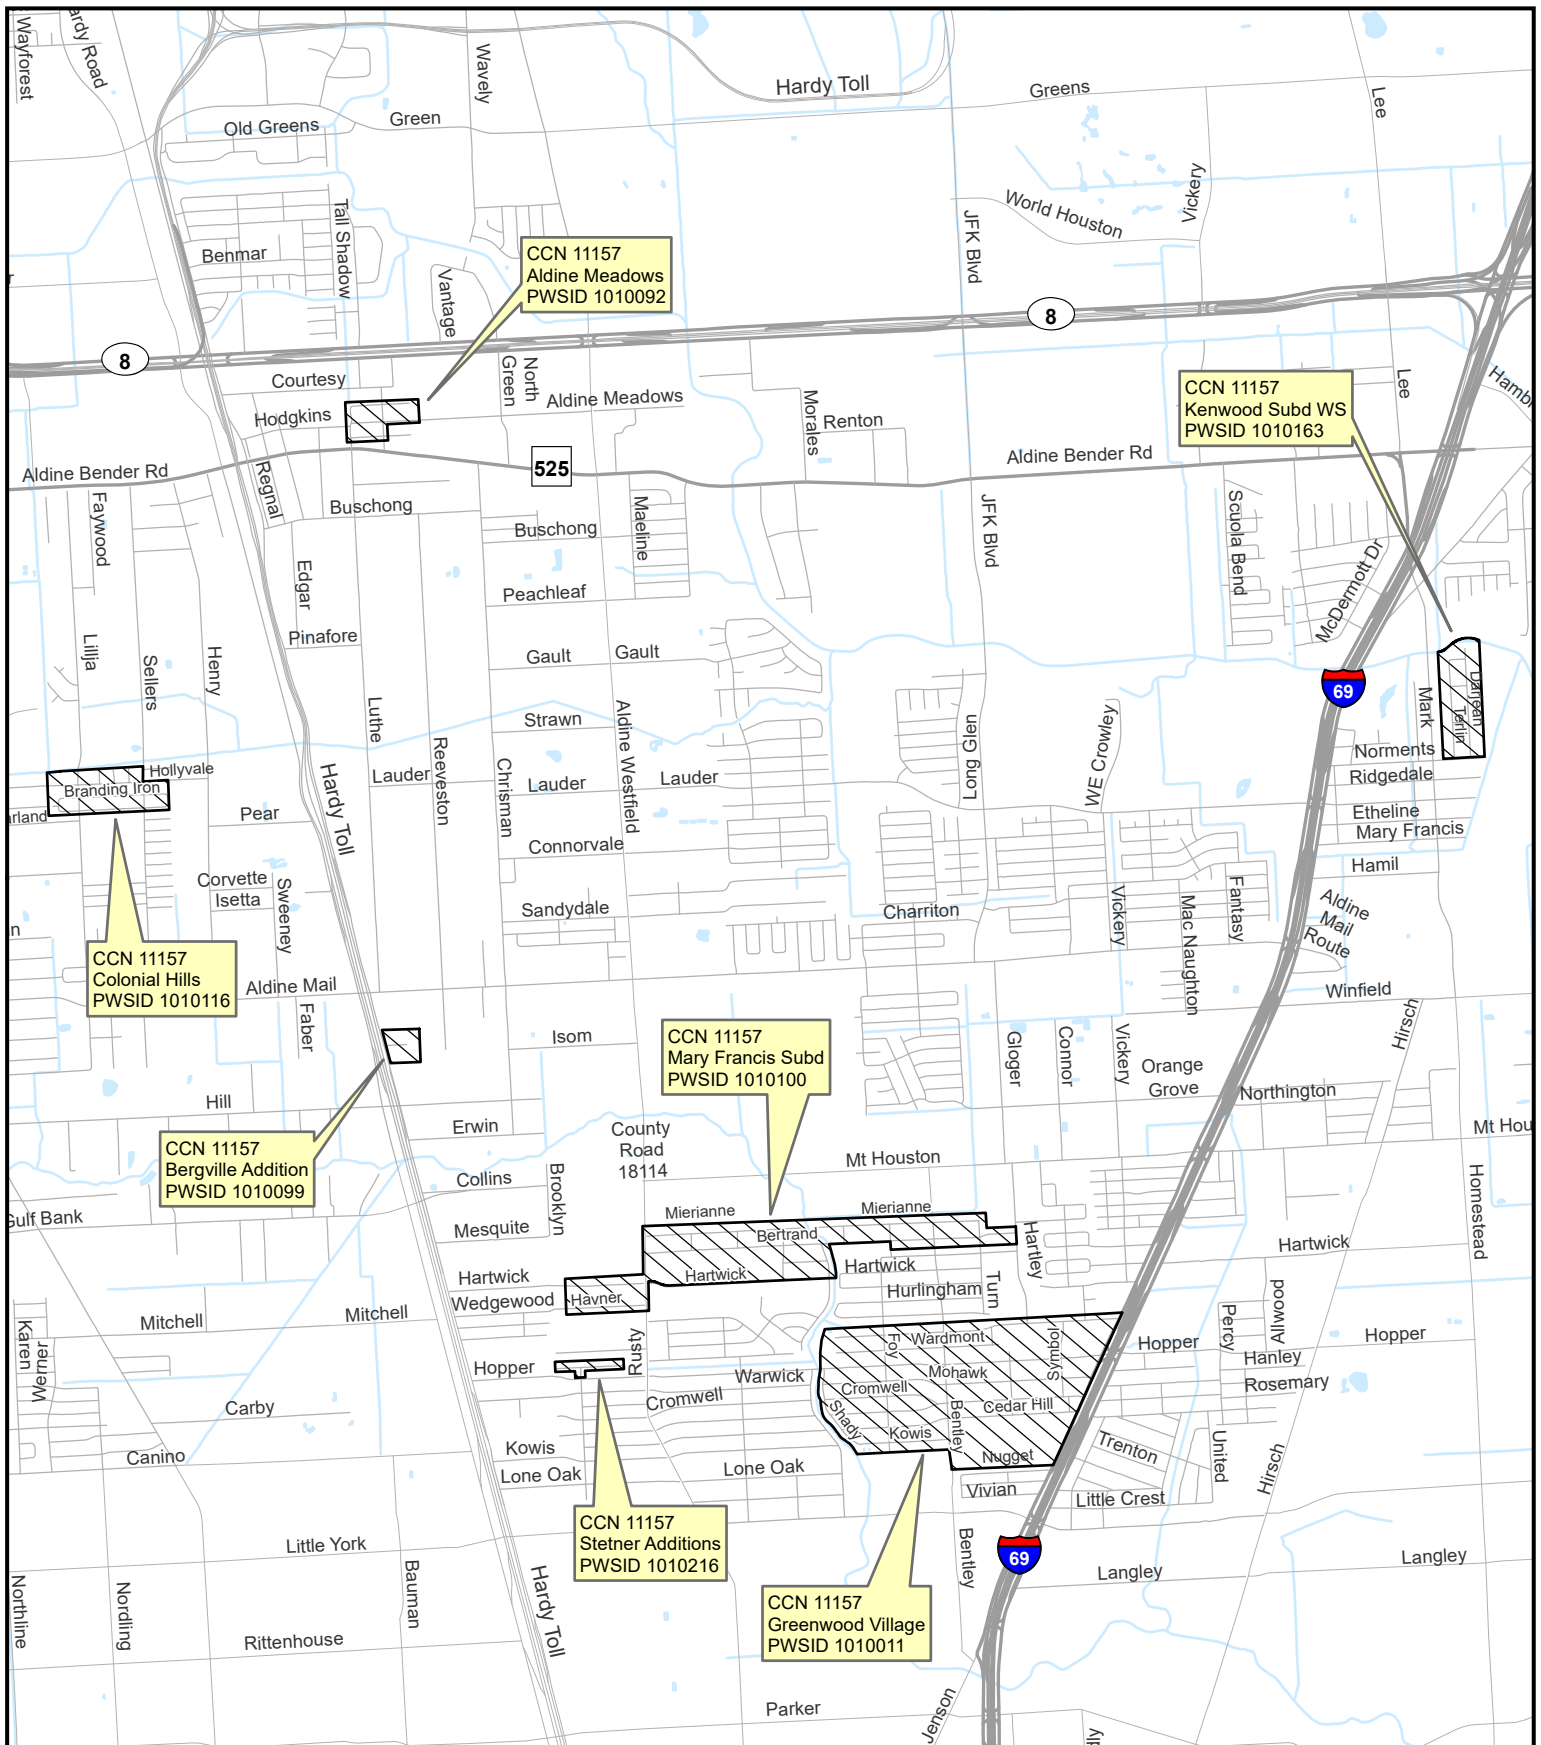 Wayforest
ardy Road
Wavely
Hardy Toll
Greens
Lee
Old Greens
Green
Vickery
World Houston
JFK Blvd
Tall Shadow
Benmar
Vantage
CCN 11157
Aldine Meadows
PWSID 1010092
8
8
Courtesy
North
Green
Hodgkins
Aldine Meadows
Morales
Renton
CCN 11157
Kenwood Subd WS
PWSID 1010163
Lee
Hambl
Aldine Bender Rd
525
Aldine Bender Rd
Regnal
Faywood
Buschong
Buschong
Maeline
JFK Blvd
Scuola Bend
McDermott Dr
Edgar
Peachleaf
Pinafore
Lillja
Sellers
Henry
Gault
Gault
69
Mark
Darjean
Terlin
Luthe
Reeveston
Strawn
Aldine Westfield
Long Glen
WE Crowley
Norments
Ridgedale
Hollyvale
Branding Iron
arland
Hardy Toll
Lauder
Chrisman
Lauder
Lauder
Pear
Etheline
Mary Francis
Connorvale
Hamil
Corvette
Isetta
Sweeney
Sandydale
Charriton
Vickery
Mac Naughton
Fantasy
Aldine
Mail
Route
n
CCN 11157
Colonial Hills
PWSID 1010116
Aldine Mail
Faber
Winfield
Hirsch
Isom
CCN 11157
Mary Francis Subd
PWSID 1010100
Gloger
Connor
Vickery
Orange
Grove
Northington
Hill
Erwin
County
Road
18114
Mt Hou
CCN 11157
Bergville Addition
PWSID 1010099
Mt Houston
Collins
Brooklyn
Homestead
Gulf Bank
Mesquite
Mierianne
Mierianne
Bertrand
Hartley
Hartwick
Hartwick
Hartwick
Hartwick
Wedgewood
Havner
Hurlingham
Turn
Mitchell
Mitchell
Karen
Werner
Rusty
Foy
Wardmont
Symbol
Hopper
Percy
Allwood
Hopper
Hopper
Hanley
Warwick
Mohawk
Rosemary
Cromwell
Cromwell
Cedar Hill
Carby
Shady
Bentley
Kowis
Kowis
Nugget
Trenton
United
Hirsch
Canino
Lone Oak
Lone Oak
Vivian
Little Crest
CCN 11157
Stetner Additions
PWSID 1010216
Little York
69
Bentley
Langley
Langley
Northline
Nordling
Bauman
Hardy Toll
CCN 11157
Greenwood Village
PWSID 1010011
Rittenhouse
Parker
Jenson